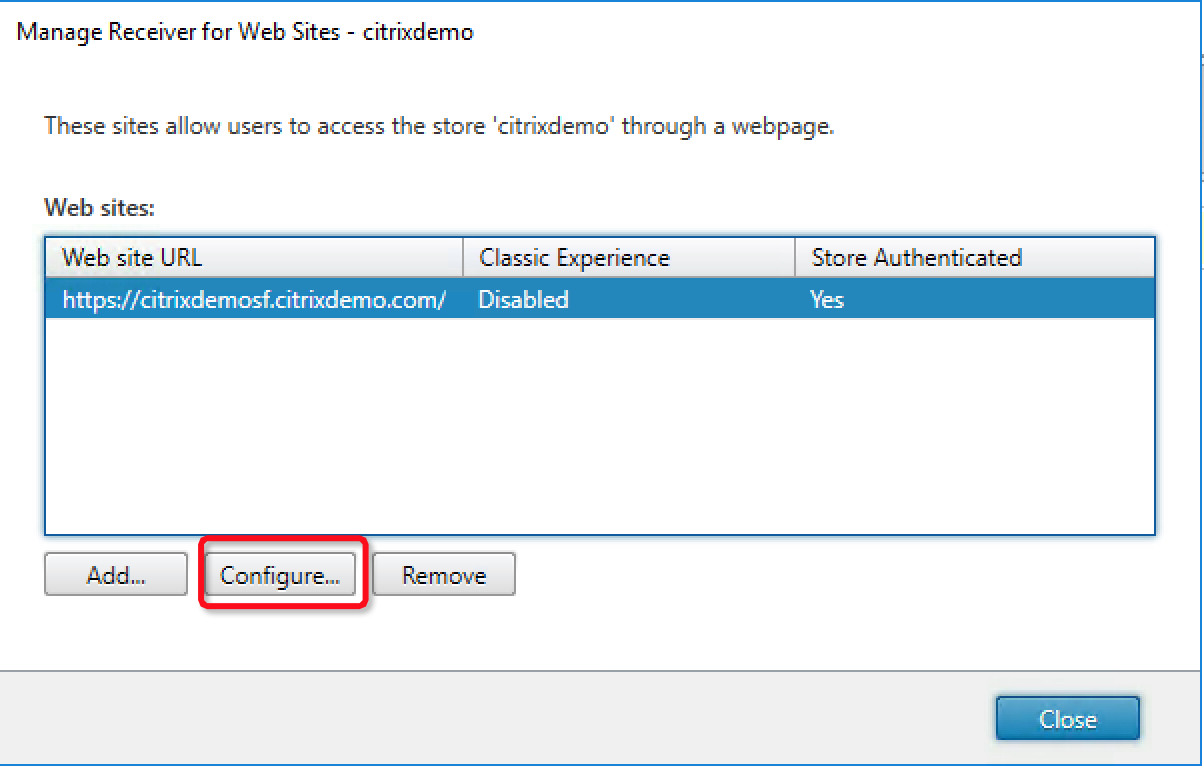 Manage Receiver for Web Sites - citrixdemo
These sites allow users to access the store 'citrixdemo' through a webpage.
Web sites:
Web site URL Classic Experience Store Authenticated
https://citrixdemosf.citrixdemo.com/ Disabled Yes
Add... Configure... Remove
Close